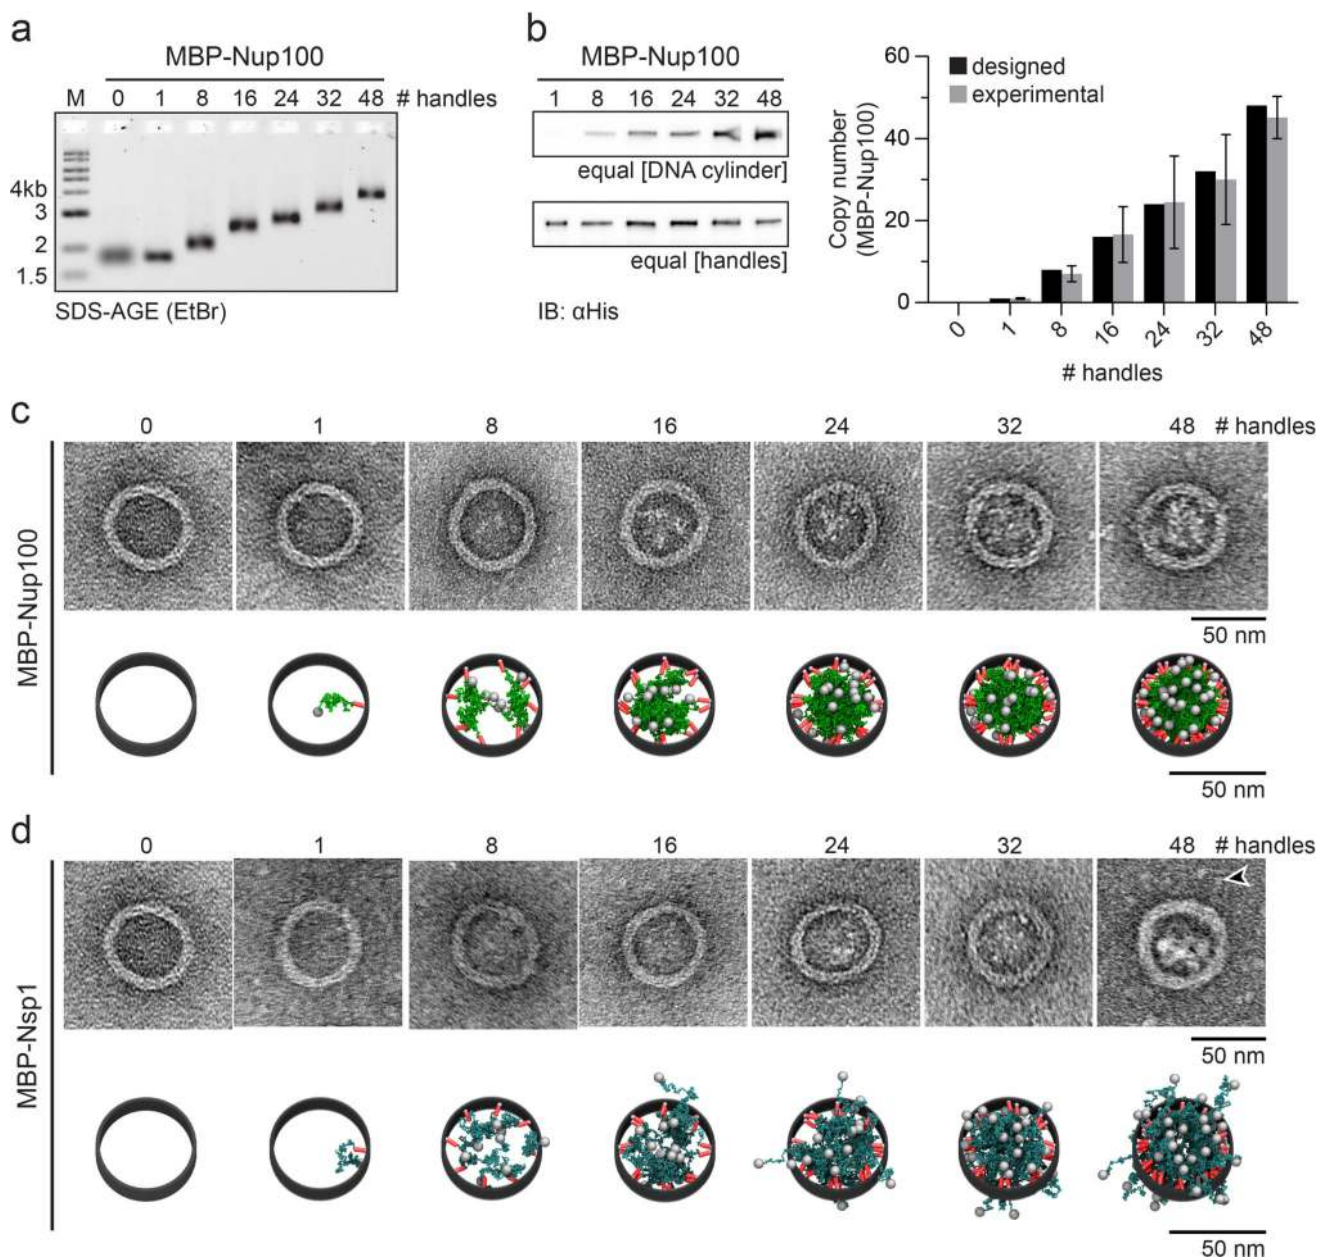 a
MBP-Nup100
M 0 1 8 16 24 32 48 # handles
4kb
3
2
1.5
SDS-AGE (EtBr)
b
MBP-Nup100
1 8 16 24 32 48
equal [DNA cylinder]
equal [handles]
IB: αHis
60
40
20
0
Copy number
(MBP-Nup100)
designed
experimental
0 1 8 16 24 32 48
# handles
c
0 1 8 16 24 32 48 # handles
MBP-Nup100
50 nm
50 nm
d
0 1 8 16 24 32 48 # handles
MBP-Nsp1
50 nm
50 nm